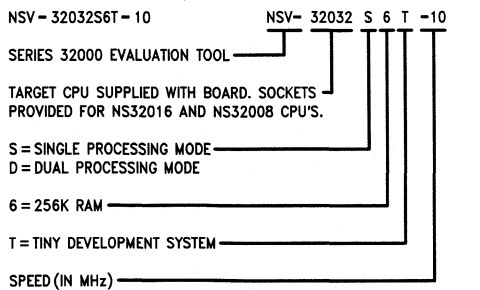 NSV-32032S6T-10 NSV- 32032 S 6 T -10
SERIES 32000 EVALUATION TOOL
TARGET CPU SUPPLIED WITH BOARD. SOCKETS
PROVIDED FOR NS32016 AND NS32008 CPU'S.
S = SINGLE PROCESSING MODE
D = DUAL PROCESSING MODE
6 = 256K RAM
T = TINY DEVELOPMENT SYSTEM
SPEED (IN MHz)